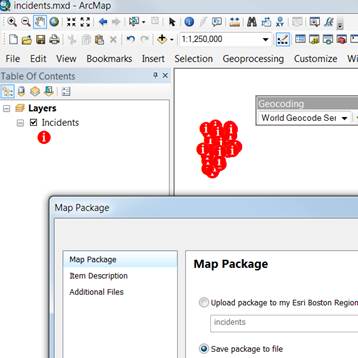 incidents.mxd - ArcMap
1:1,250,000
File Edit View Bookmarks Insert Selection Geoprocessing Customize
Table Of Contents
Geocoding
Layers
World Geocode Ser
Incidents
Map Package
Map Package
Item Description
Additional Files
Map Package
Upload package to my Esri Boston Region
incidents
Save package to file